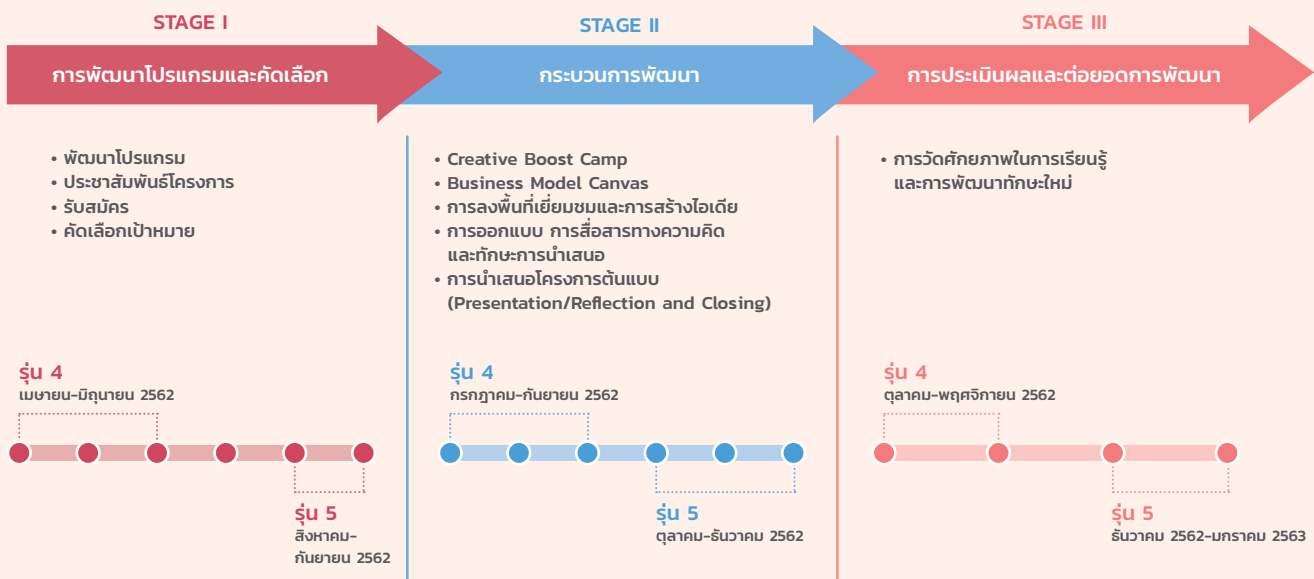 STAGE I
การพัฒนาโปรแกรมและคัดเลือก
• พัฒนาโปรแกรม
• ประชาสัมพันธ์โครงการ
• รับสมัคร
• คัดเลือกเป้าหมาย
รุ่น 4
เมษายน-มิถุนายน 2562
รุ่น 5
สิงหาคม-
กันยายน 2562
STAGE II
กระบวนการพัฒนา
• Creative Boost Camp
• Business Model Canvas
• การลงพื้นที่เยี่ยมชมและการสร้างไอเดีย
• การออกแบบ การสื่อสารทางความคิด
และทักษะการนำเสนอ
• การนำเสนอโครงการต้นแบบ
(Presentation/Reflection and Closing)
รุ่น 4
กรกฎาคม-กันยายน 2562
รุ่น 5
ตุลาคม-ธันวาคม 2562
STAGE III
การประเมินผลและต่อยอดการพัฒนา
• การวัดศักยภาพในการเรียนรู้
และการพัฒนาทักษะใหม่
รุ่น 4
ตุลาคม-พฤศจิกายน 2562
รุ่น 5
ธันวาคม 2562-มกราคม 2563